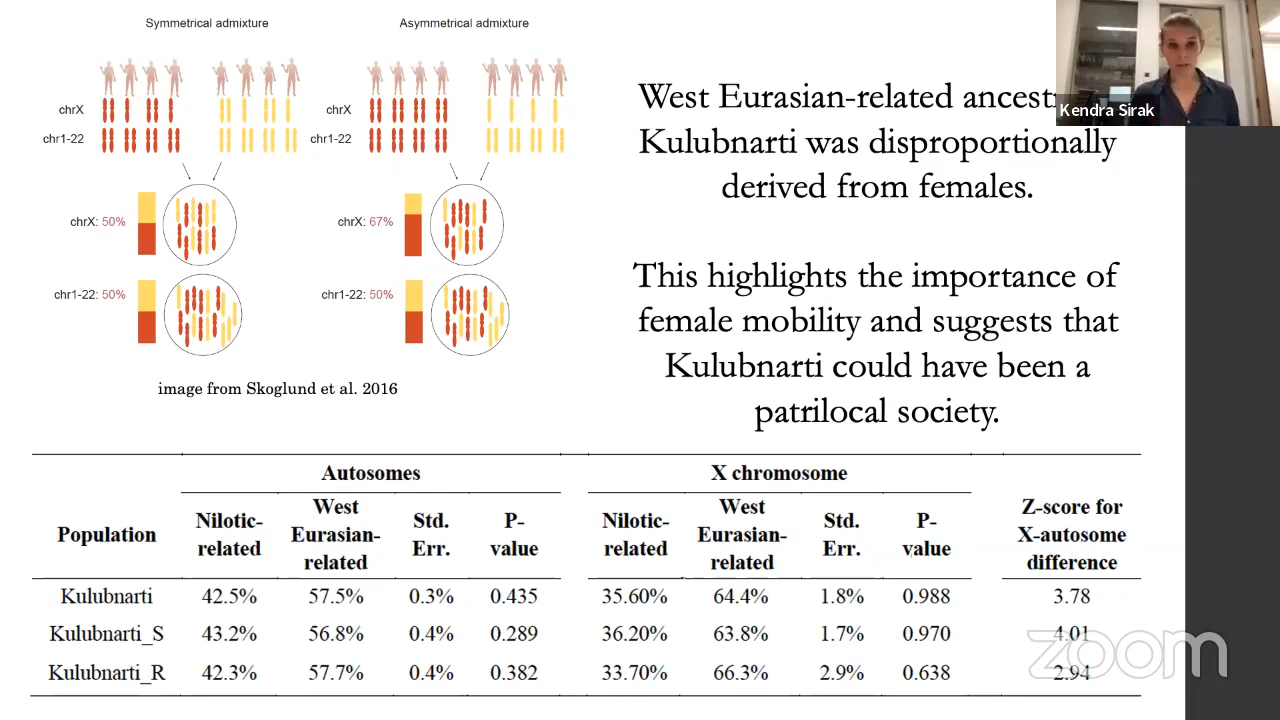 Symmetrical admixture
Asymmetrical admixture
chrX
chr1-22
chrX
chr1-22
chrX: 50%
chrX: 67%
chr1-22: 50%
chr1-22: 50%
image from Skoglund et al. 2016
West Eurasian-related
Kulubnarti was disproportionally
derived from females.
This highlights the importance of
female mobility and suggests that
Kulubnarti could have been a
patrilocal society.
Kendra Sirak
Autosomes
X chromosome
Population
Nilotic-
related
West
Eurasian-
related
Std.
Err.
P-
value
Nilotic-
related
West
Eurasian-
related
Std.
Err.
P-
value
Z-score for
X-autosome
difference
Kulubnarti 42.5% 57.5% 0.3% 0.435 35.60% 64.4% 1.8% 0.988 3.78
Kulubnarti_S 43.2% 56.8% 0.4% 0.289 36.20% 63.8% 1.7% 0.970 4.01
Kulubnarti_R 42.3% 57.7% 0.4% 0.382 33.70% 66.3% 2.9% 0.638 2.94
zoom